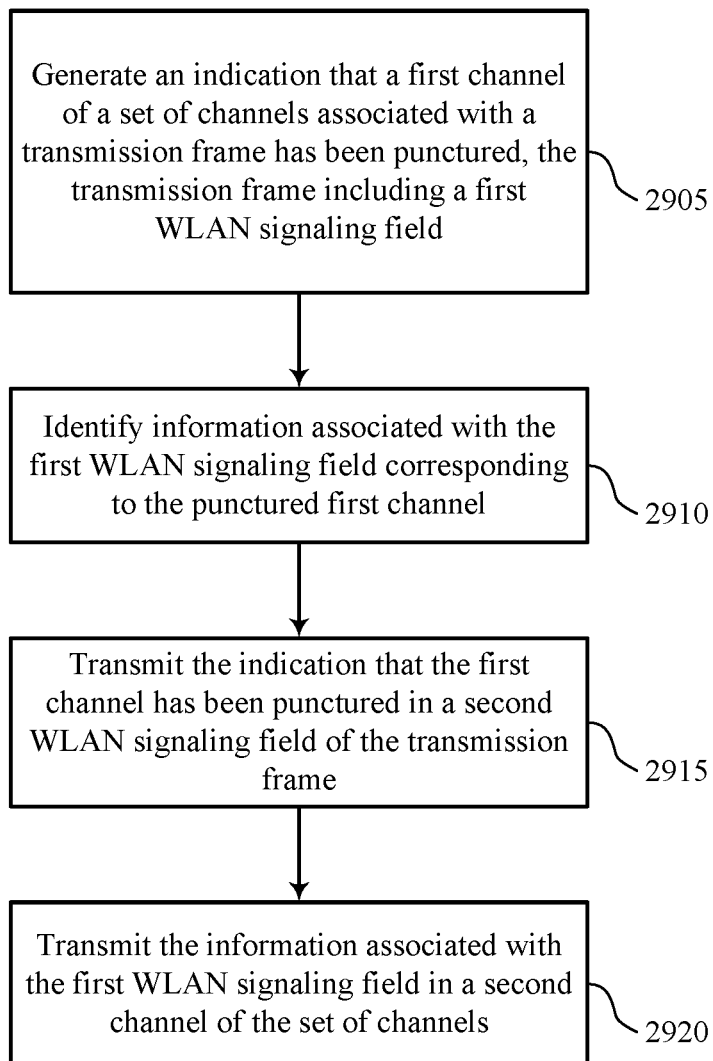 Generate an indication that a first channel
of a set of channels associated with a
transmission frame has been punctured, the
transmission frame including a first
WLAN signaling field
2905
Identify information associated with the
first WLAN signaling field corresponding
to the punctured first channel
2910
Transmit the indication that the first
channel has been punctured in a second
WLAN signaling field of the transmission
frame
2915
Transmit the information associated with
the first WLAN signaling field in a second
channel of the set of channels
2920